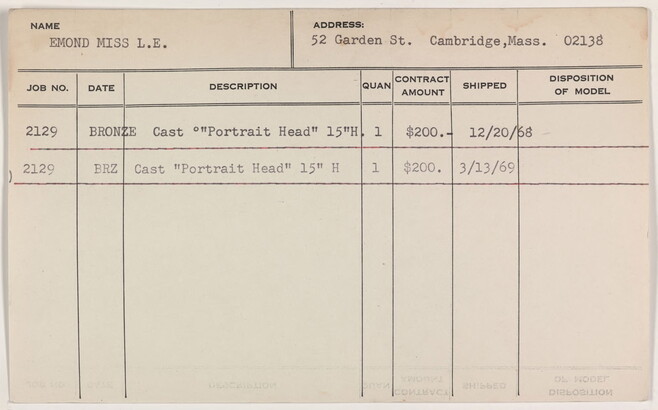 NAME
EMOND MISS L.E.
ADDRESS:
52 Garden St. Cambridge,Mass. 02138
JOB NO. DATE DESCRIPTION QUAN CONTRACT AMOUNT SHIPPED DISPOSITION OF MODEL
2129 BRONZE Cast °"Portrait Head" 15"H. 1 $200.- 12/20/68
2129 BRZ Cast "Portrait Head" 15" H 1 $200. 3/13/69